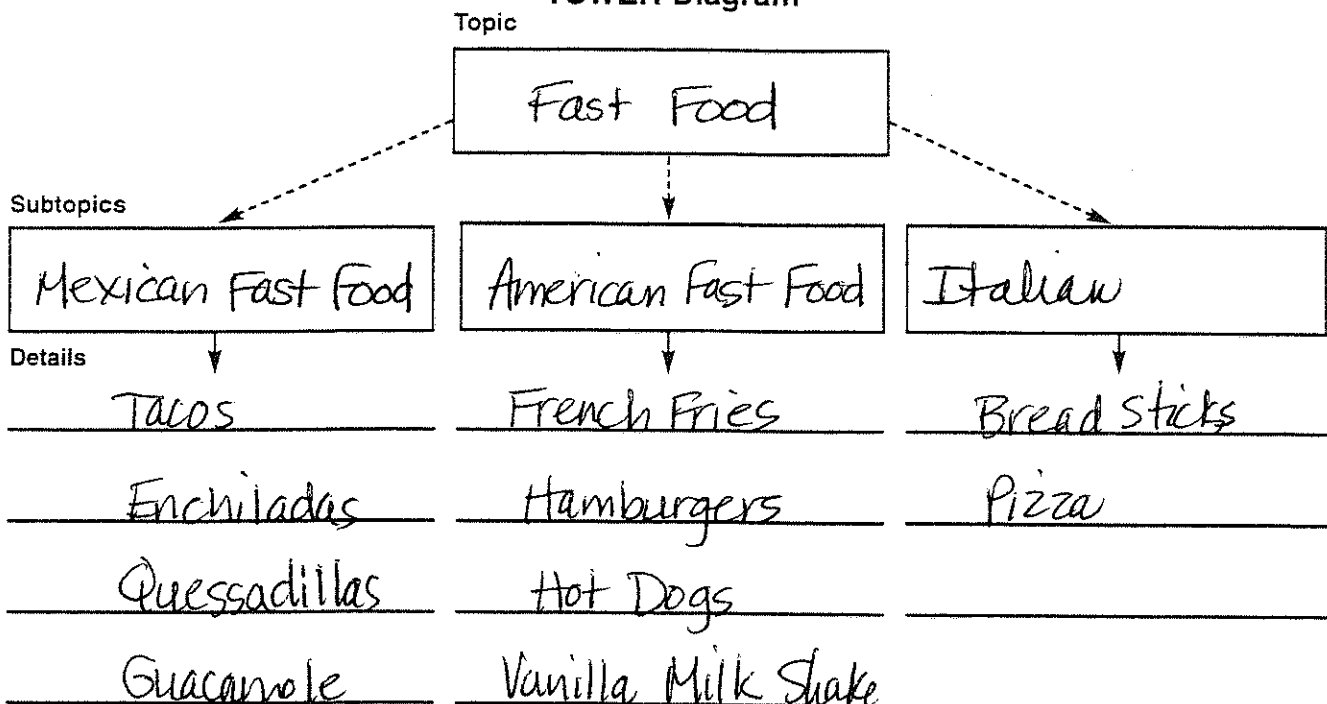 TOWER Diagram
Topic
Fast Food
Subtopics
Mexican Fast Food
American Fast Food
Italian
Details
Tacos
French Fries
Bread Sticks
Enchiladas
Hamburgers
Pizza
Quessadillas
Hot Dogs
Guacamole
Vanilla Milk Shake